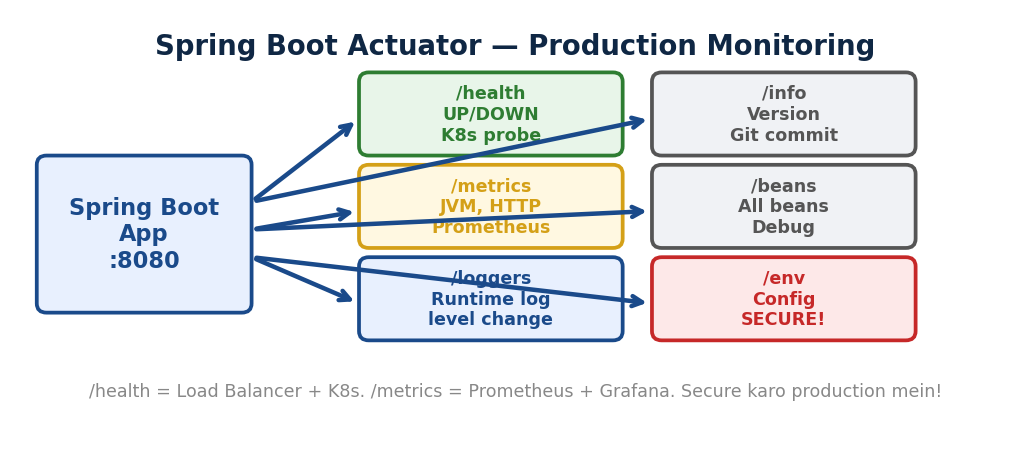 Spring Boot Actuator — Production Monitoring
Spring Boot
App
:8080
/health
UP/DOWN
K8s probe
/info
Version
Git commit
/metrics
JVM, HTTP
Prometheus
/beans
All beans
Debug
/loggers
Runtime log
level change
/env
Config
SECURE!
/health = Load Balancer + K8s. /metrics = Prometheus + Grafana. Secure karo production mein!